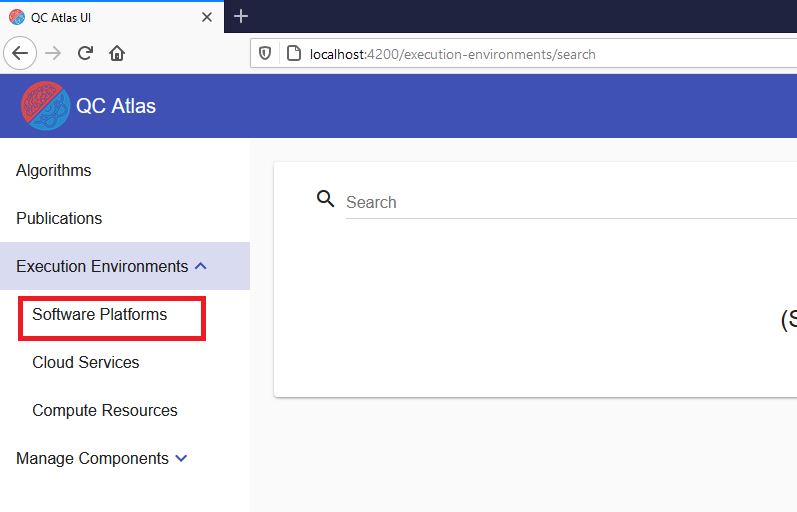 QC Atlas UI
localhost:4200/execution-environments/search
QC Atlas
Algorithms
Publications
Execution Environments
Software Platforms
Cloud Services
Compute Resources
Manage Components
Search
(S